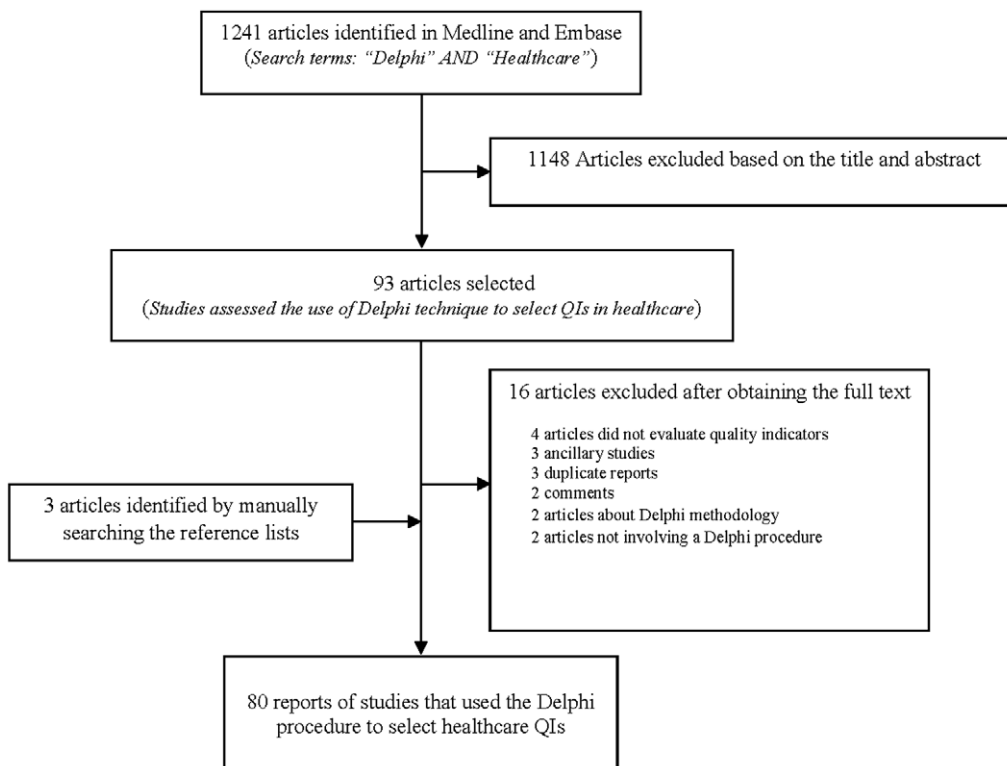 1241 articles identified in Medline and Embase
(Search terms: “Delphi” AND “Healthcare”)
1148 Articles excluded based on the title and abstract
93 articles selected
(Studies assessed the use of Delphi technique to select QIs in healthcare)
16 articles excluded after obtaining the full text
4 articles did not evaluate quality indicators
3 ancillary studies
3 duplicate reports
2 comments
2 articles about Delphi methodology
2 articles not involving a Delphi procedure
3 articles identified by manually
searching the reference lists
80 reports of studies that used the Delphi
procedure to select healthcare QIs